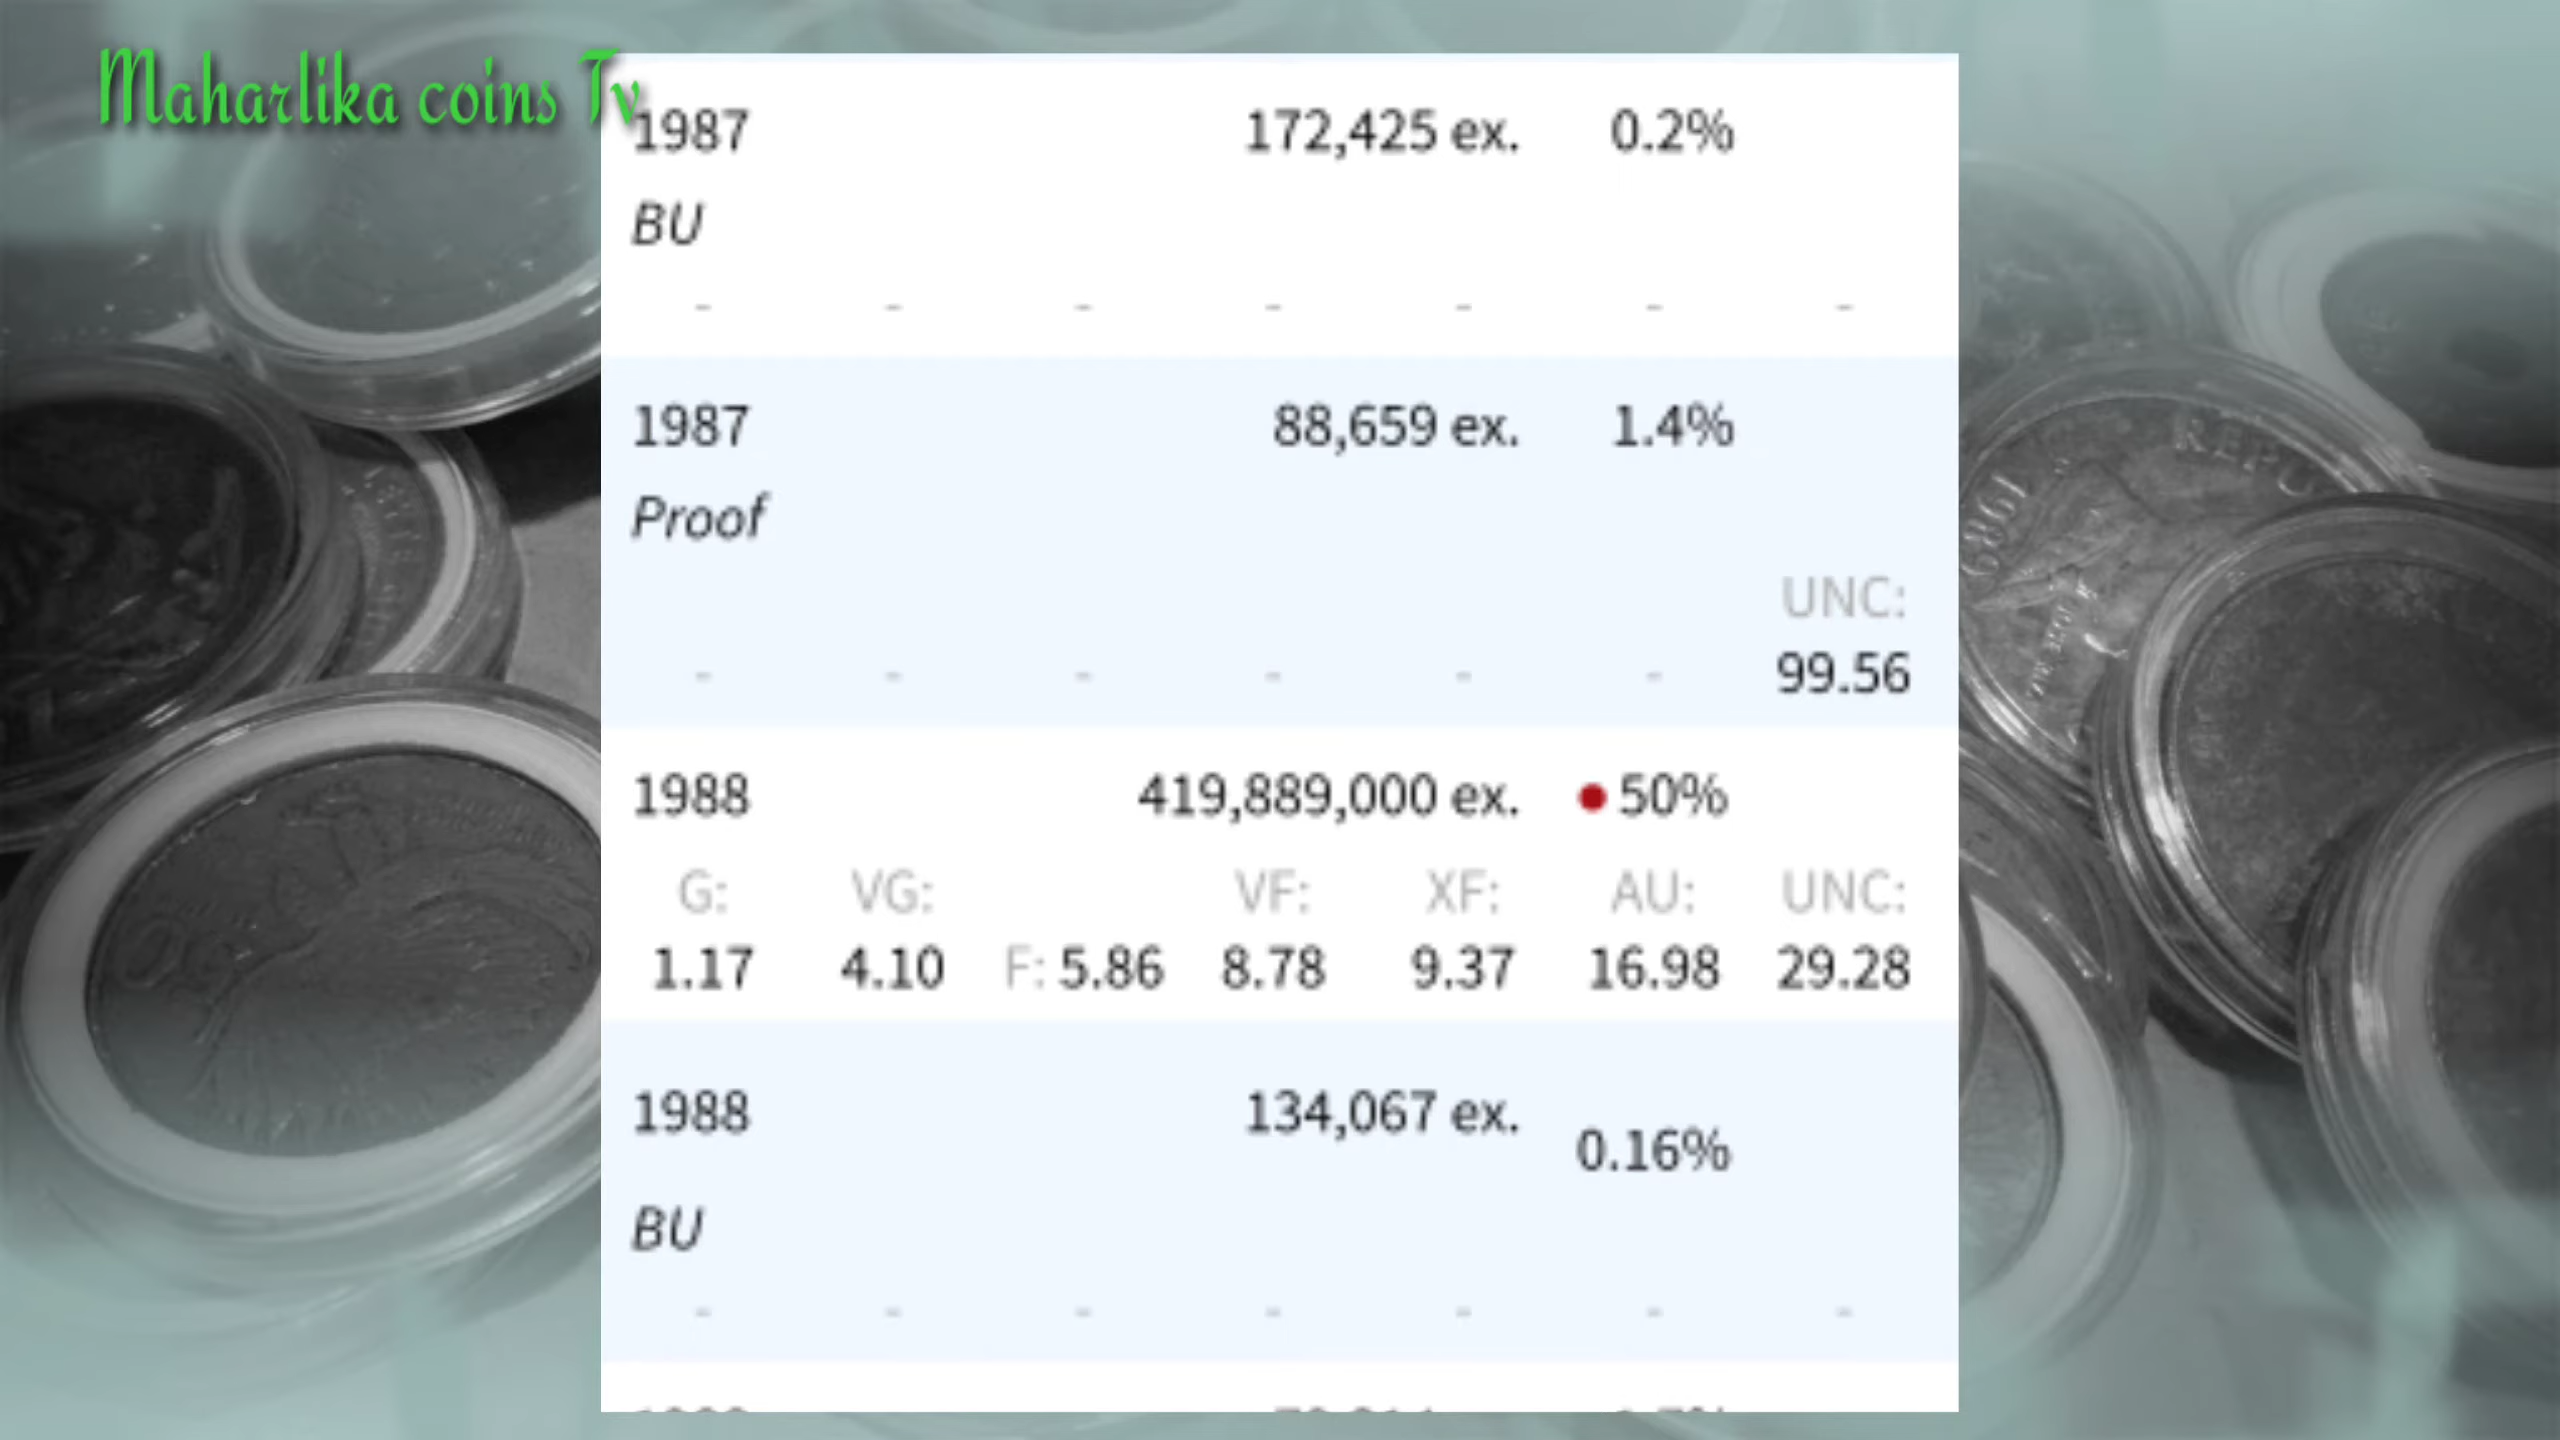 Maharlika coins Tv
1987 172,425 ex. 0.2%
BU
- - - - - - -
1987 88,659 ex. 1.4%
Proof
UNC:
- - - - - - 99.56
1988 419,889,000 ex. 50%
G: VG: VF: XF: AU: UNC:
1.17 4.10 F: 5.86 8.78 9.37 16.98 29.28
1988 134,067 ex. 0.16%
BU
- - - - - - -